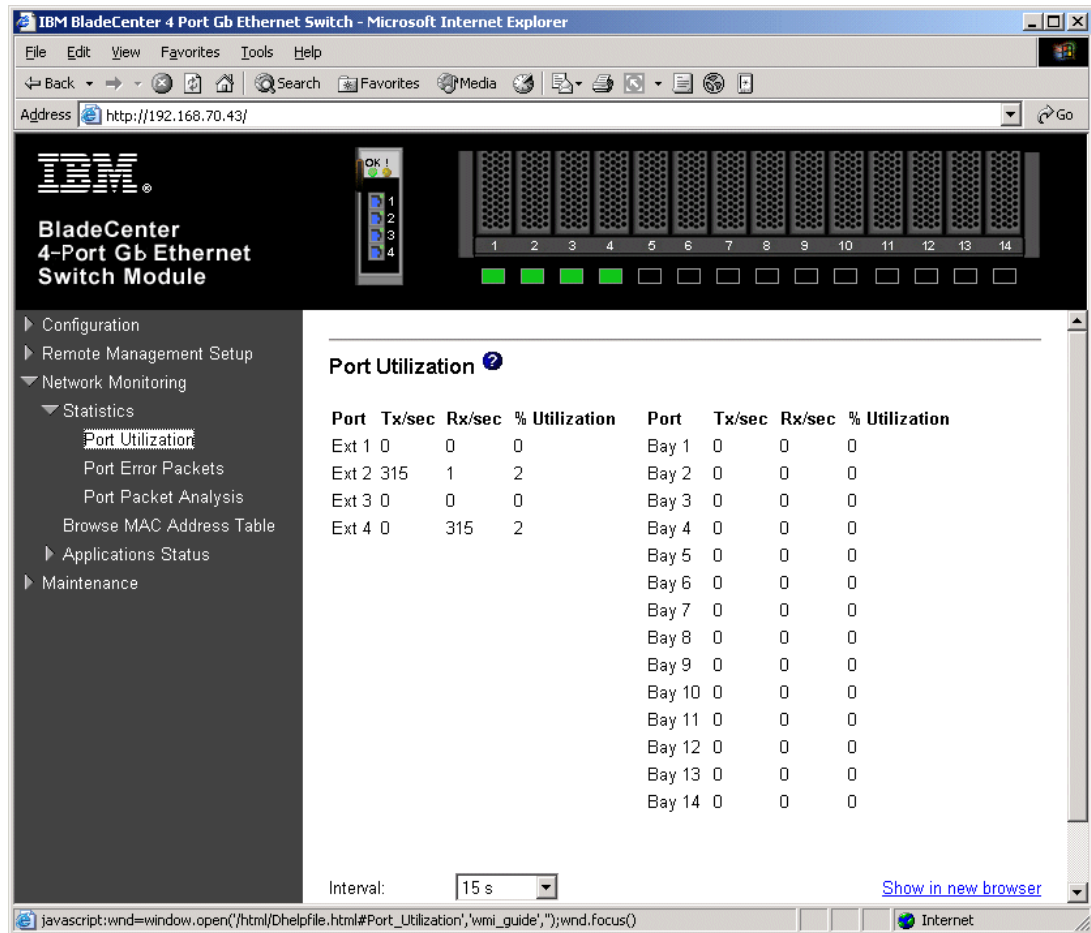 IBM BladeCenter 4 Port Gb Ethernet Switch - Microsoft Internet Explorer
File Edit View Favorites Tools Help
Back Search Favorites Media
Address http://192.168.70.43/ Go
IBM®
BladeCenter
4-Port Gb Ethernet
Switch Module
OK !
1
2
3
4
1 2 3 4 5 6 7 8 9 10 11 12 13 14
Configuration
Remote Management Setup
Network Monitoring
Statistics
Port Utilization
Port Error Packets
Port Packet Analysis
Browse MAC Address Table
Applications Status
Maintenance
Port Utilization ?
Port Tx/sec Rx/sec % Utilization Port Tx/sec Rx/sec % Utilization
Ext 1 0 0 0 Bay 1 0 0 0
Ext 2 315 1 2 Bay 2 0 0 0
Ext 3 0 0 0 Bay 3 0 0 0
Ext 4 0 315 2 Bay 4 0 0 0
Bay 5 0 0 0
Bay 6 0 0 0
Bay 7 0 0 0
Bay 8 0 0 0
Bay 9 0 0 0
Bay 10 0 0 0
Bay 11 0 0 0
Bay 12 0 0 0
Bay 13 0 0 0
Bay 14 0 0 0
Interval: 15 s Show in new browser
javascript:wnd=window.open('/html/Dhelpfile.html#Port_Utilization','wmi_guide','');wnd.focus() Internet